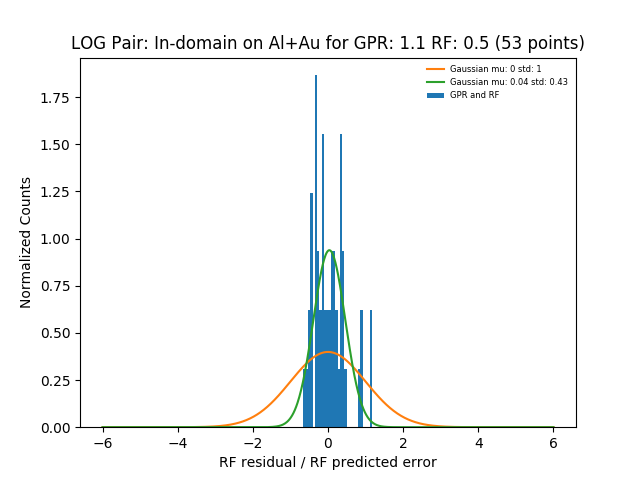 LOG Pair: In-domain on Al+Au for GPR: 1.1 RF: 0.5 (53 points)
Gaussian mu: 0 std: 1
Gaussian mu: 0.04 std: 0.43
GPR and RF
Normalized Counts
1.75
1.50
1.25
1.00
0.75
0.50
0.25
0.00
−6 −4 −2 0 2 4 6
RF residual / RF predicted error